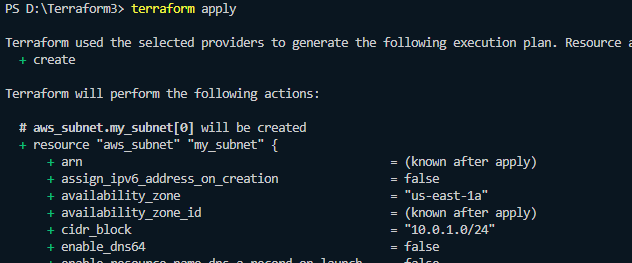 PS D:\Terraform3> terraform apply
Terraform used the selected providers to generate the following execution plan. Resource
+ create
Terraform will perform the following actions:
# aws_subnet.my_subnet[0] will be created
+ resource "aws_subnet" "my_subnet" {
+ arn = (known after apply)
+ assign_ipv6_address_on_creation = false
+ availability_zone = "us-east-1a"
+ availability_zone_id = (known after apply)
+ cidr_block = "10.0.1.0/24"
+ enable_dns64 = false